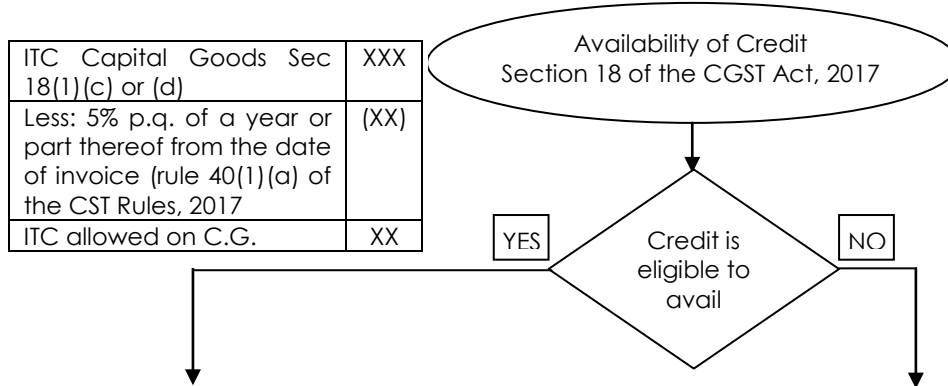 ITC Capital Goods Sec XXX
18(1)(c) or (d)
Less: 5% p.q. of a year or (XX)
part thereof from the date
of invoice (rule 40(1)(a) of
the CST Rules, 2017
ITC allowed on C.G. XX
Availability of Credit
Section 18 of the CGST Act, 2017
YES
Credit is
eligible to
avail
NO